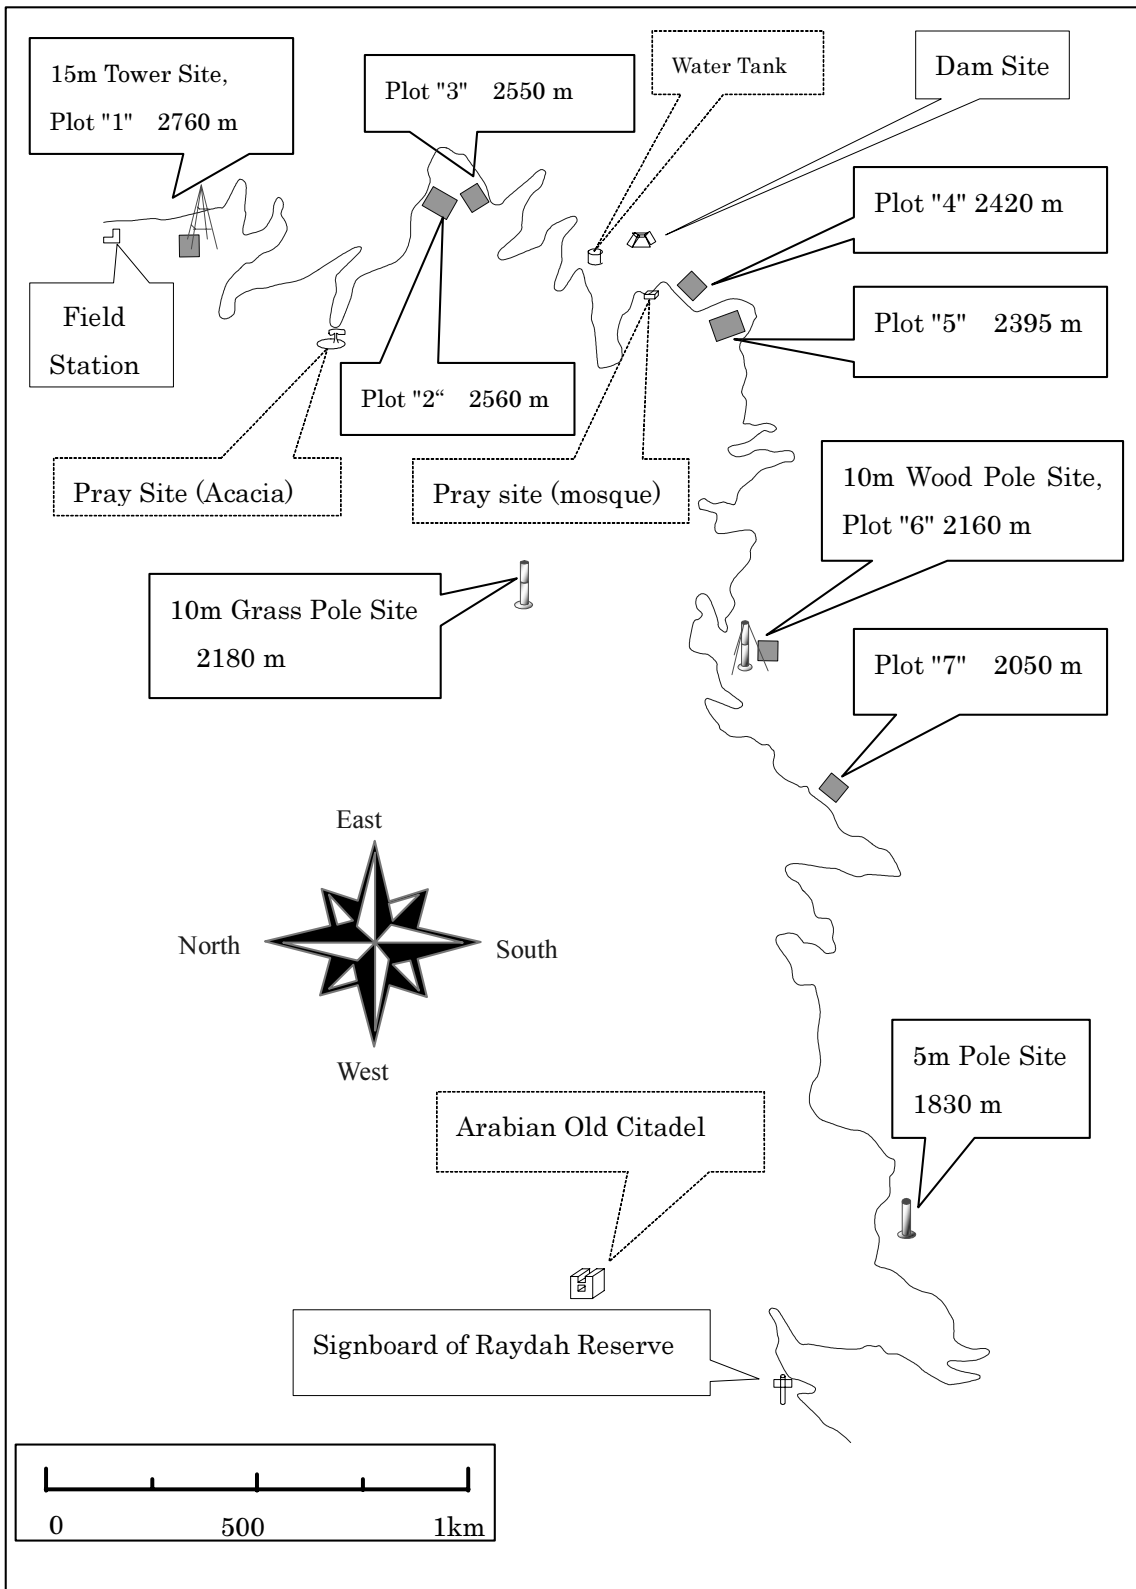 15m Tower Site,
Plot "1" 2760 m
Plot "3" 2550 m
Water Tank
Dam Site
Plot "4" 2420 m
Field
Station
Plot "5" 2395 m
Plot "2“ 2560 m
Pray Site (Acacia)
Pray site (mosque)
10m Wood Pole Site,
Plot "6" 2160 m
10m Grass Pole Site
2180 m
Plot "7" 2050 m
East
North
South
West
5m Pole Site
1830 m
Arabian Old Citadel
Signboard of Raydah Reserve
0 500 1km